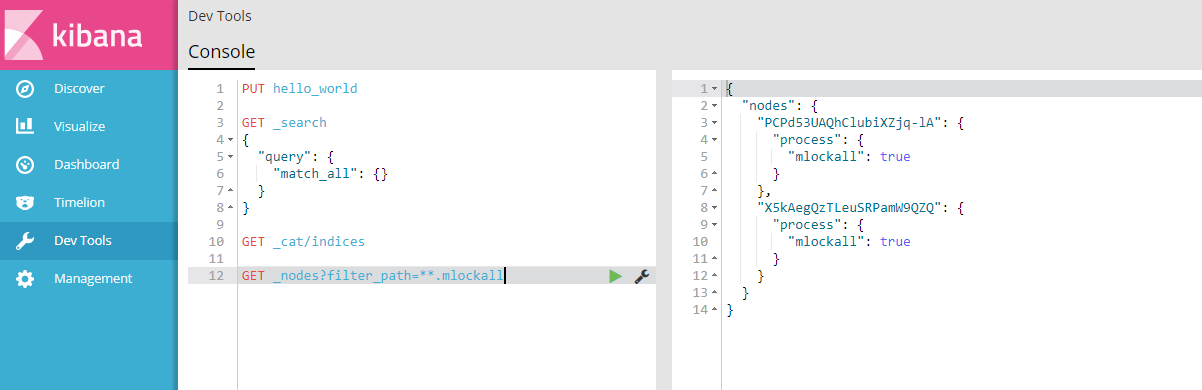 kibana
Discover
Visualize
Dashboard
Timelion
Dev Tools
Management
Dev Tools
Console
1 PUT hello_world
2
3 GET _search
4 {
5   "query": {
6     "match_all": {}
7   }
8 }
9
10 GET _cat/indices
11
12 GET _nodes?filter_path=**.mlockall
1 {
2   "nodes": {
3     "PCPd53UAQhClubiXZjq-lA": {
4       "process": {
5         "mlockall": true
6       }
7     },
8     "X5kAegQzTLeuSRPamW9QZQ": {
9       "process": {
10         "mlockall": true
11       }
12     }
13   }
14 }